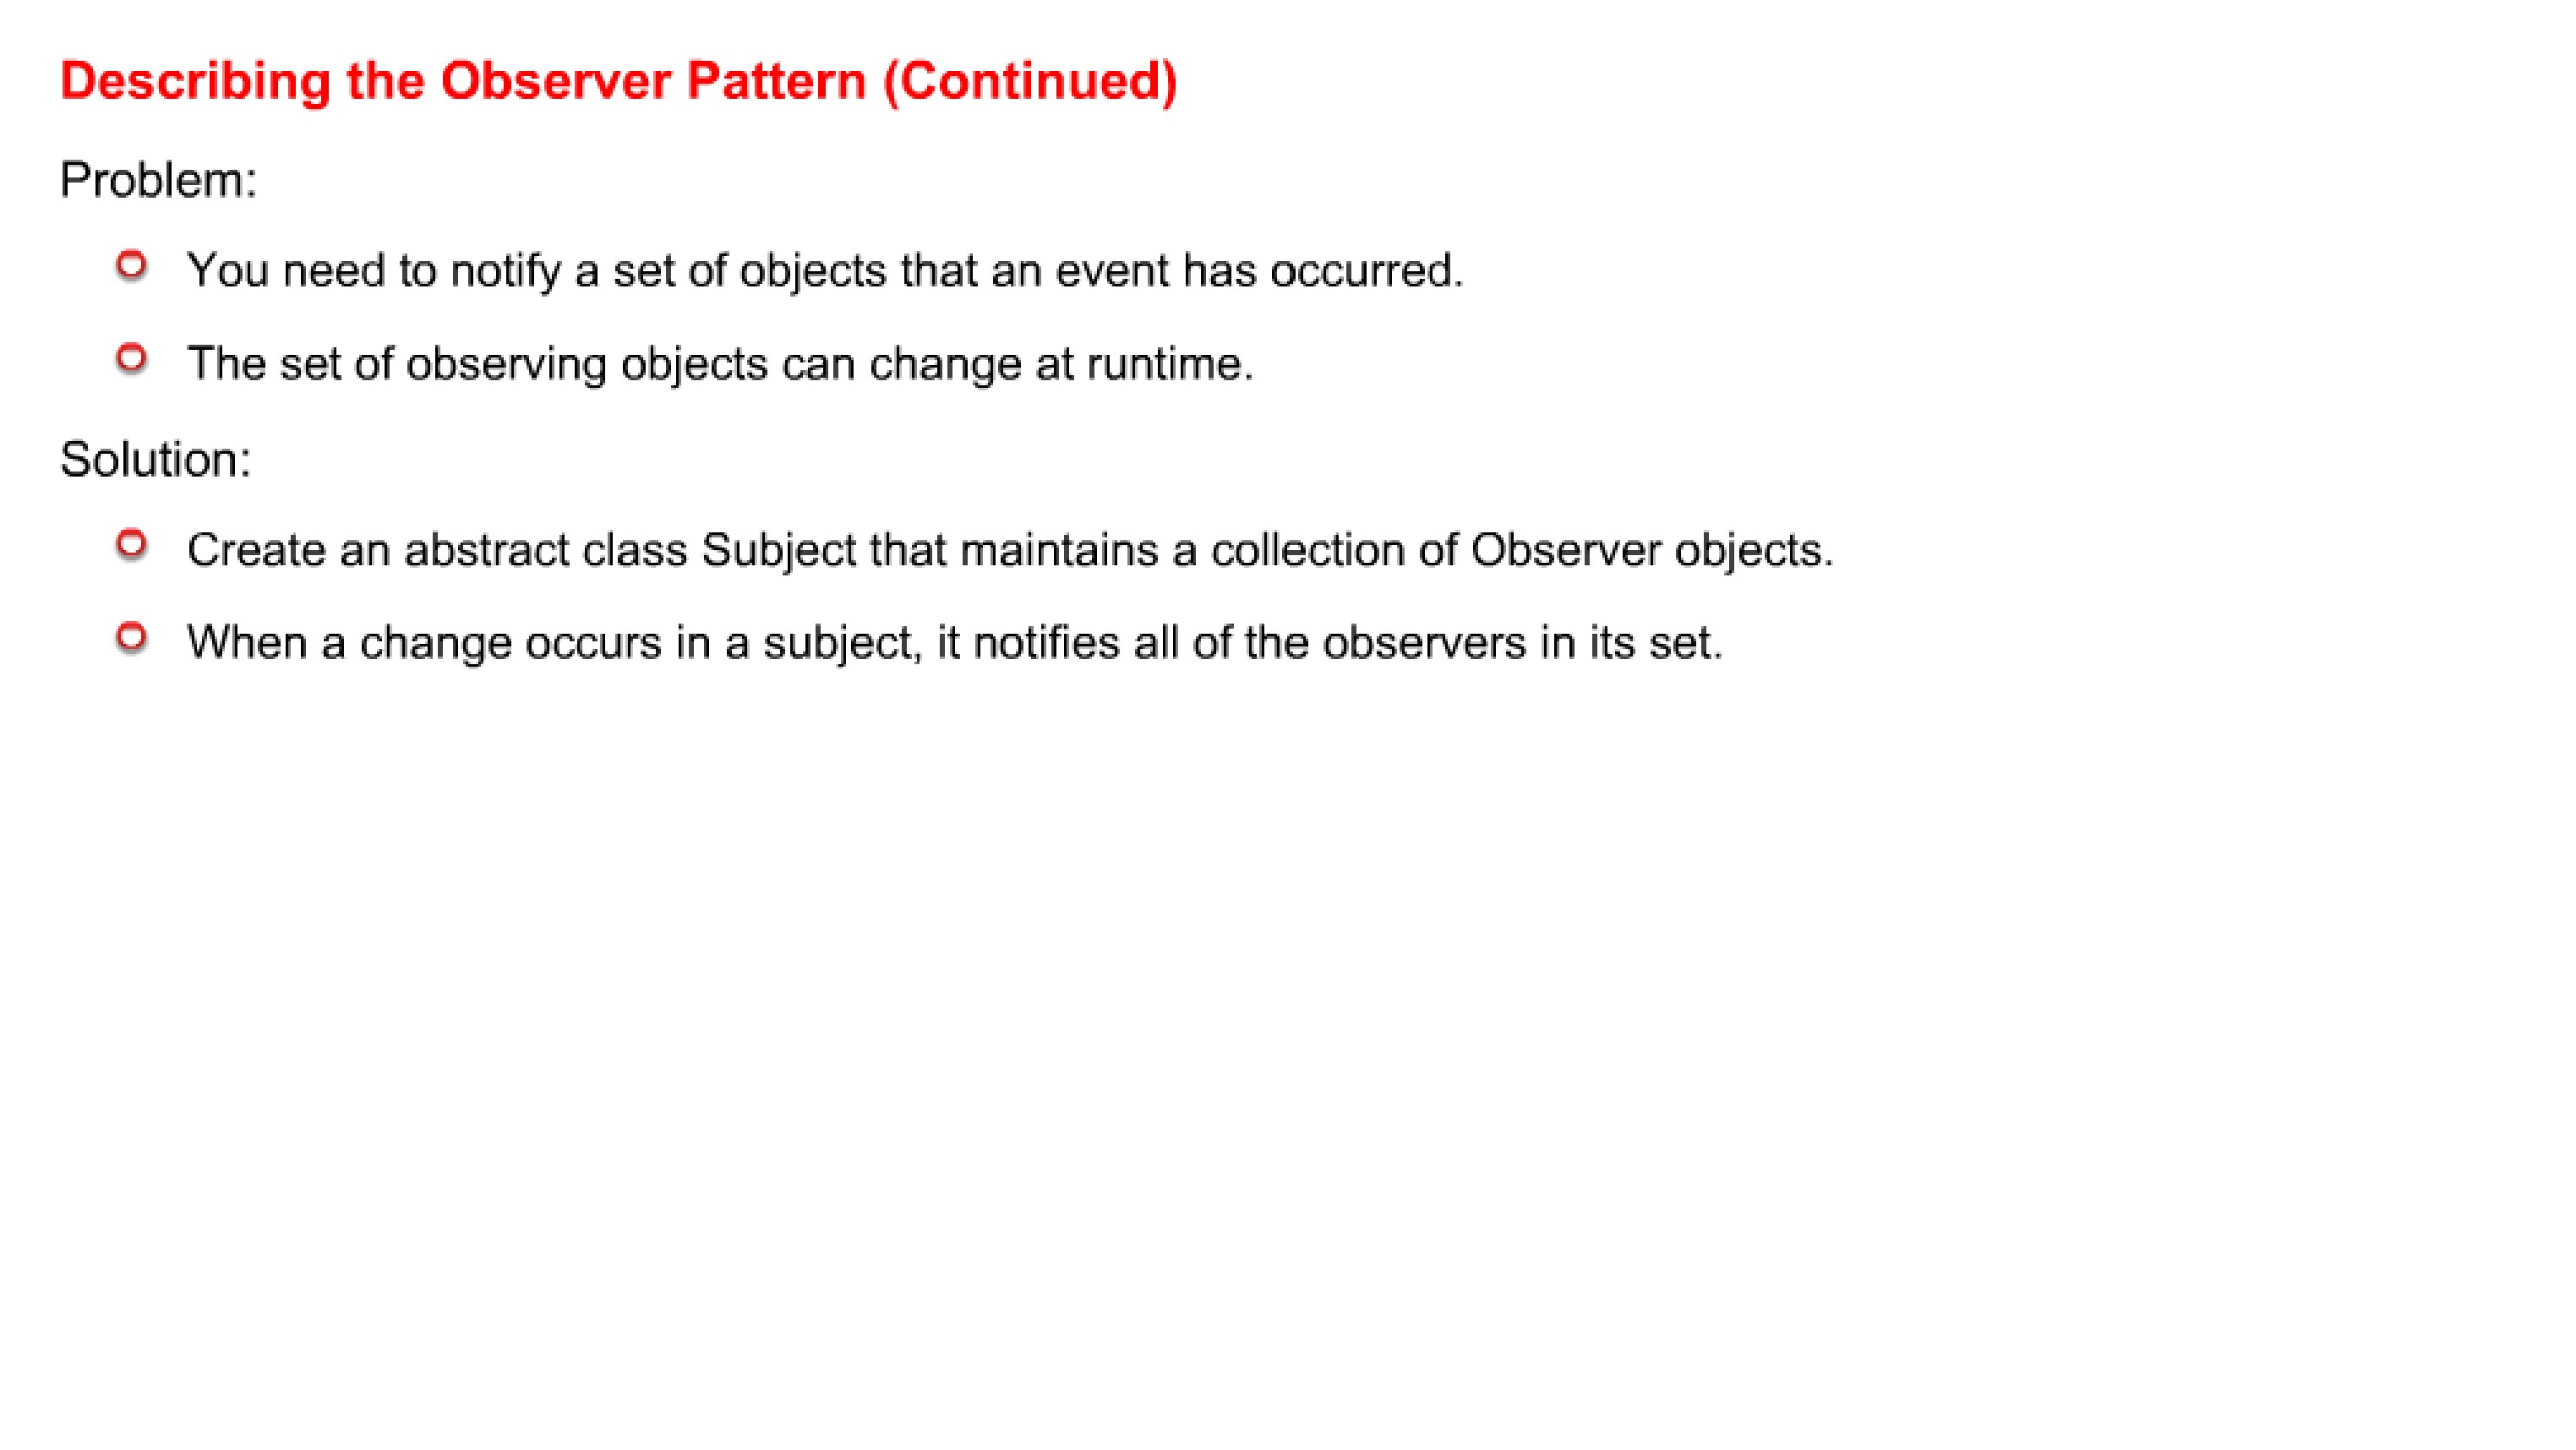 Describing the Observer Pattern (Continued)
Problem:
You need to notify a set of objects that an event has occurred.
The set of observing objects can change at runtime.
Solution:
Create an abstract class Subject that maintains a collection of Observer objects.
When a change occurs in a subject, it notifies all of the observers in its set.